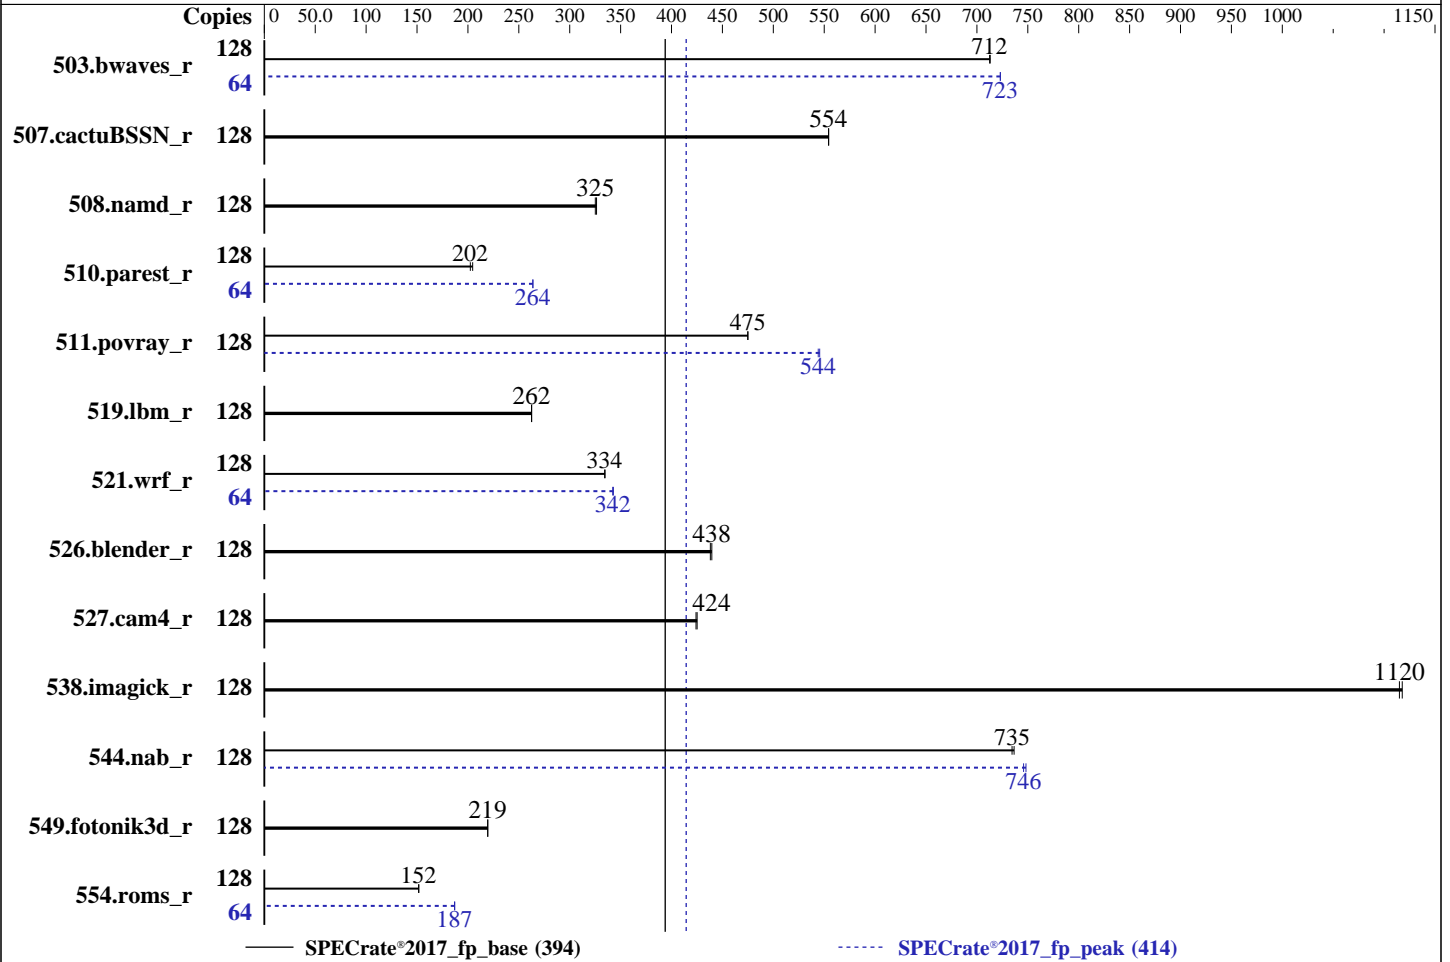 Copies 0 50.0 100 150 200 250 300 350 400 450 500 550 600 650 700 750 800 850 900 950 1000 1150
503.bwaves_r 128 712
64 723
507.cactuBSSN_r 128 554
508.namd_r 128 325
510.parest_r 128 202
64 264
511.povray_r 128 475
544
519.lbm_r 128 262
521.wrf_r 128 334
64 342
526.blender_r 128 438
527.cam4_r 128 424
538.imagick_r 128 1120
544.nab_r 128 735
746
549.fotonik3d_r 128 219
554.roms_r 128 152
64 187
SPECrate®2017_fp_base (394) SPECrate®2017_fp_peak (414)